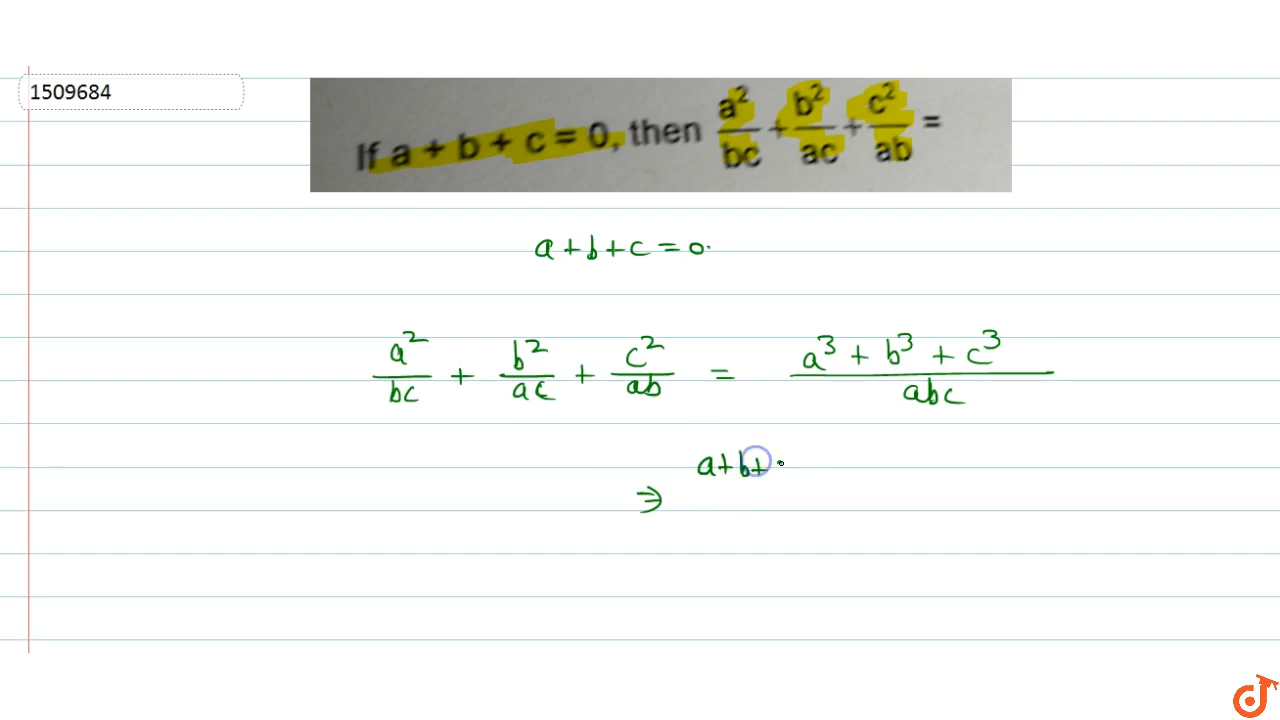 1509684
If a + b + c = 0, then a²/bc + b²/ac + c²/ab =
a + b + c = 0.
a²/bc + b²/ac + c²/ab = a³ + b³ + c³/abc
⇒ a+b+